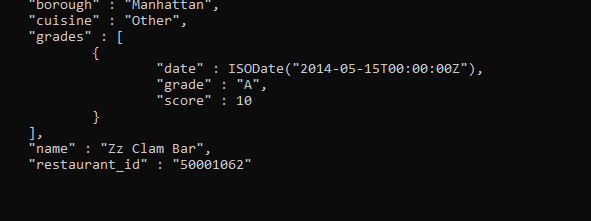 "borough" : "Manhattan",
"cuisine" : "Other",
"grades" : [
{
"date" : ISODate("2014-05-15T00:00:00Z"),
"grade" : "A",
"score" : 10
}
],
"name" : "Zz Clam Bar",
"restaurant_id" : "50001062"